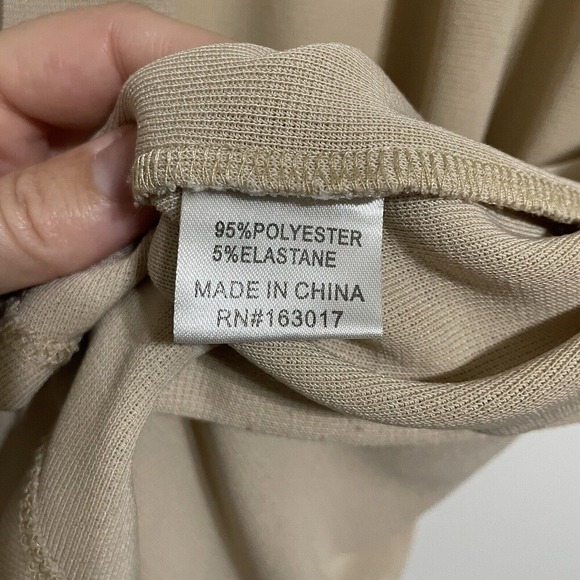 95%POLYESTER
5%ELASTANE
MADE IN CHINA
RN#163017